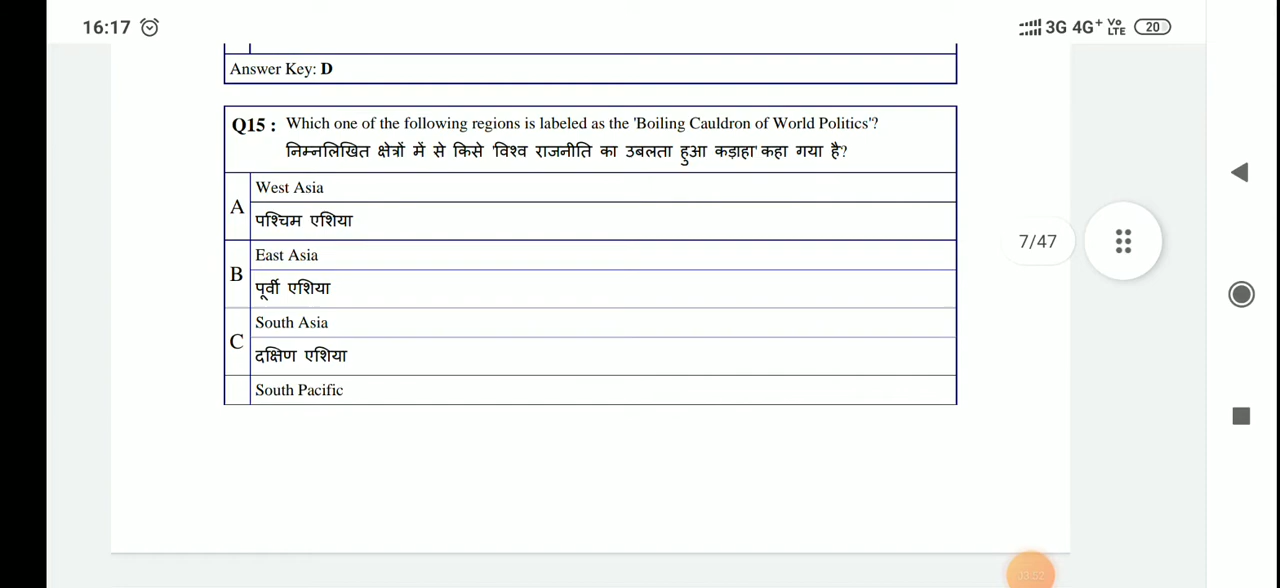 16:17
3G 4G+ Vo LTE 20
Answer Key: D
Q15 : Which one of the following regions is labeled as the 'Boiling Cauldron of World Politics'?
निम्नलिखित क्षेत्रों में से किसे 'विश्व राजनीति का उबलता हुआ कड़ाहा' कहा गया है?
A
West Asia
पश्चिम एशिया
B
East Asia
पूर्वी एशिया
C
South Asia
दक्षिण एशिया
South Pacific
7/47
03:52